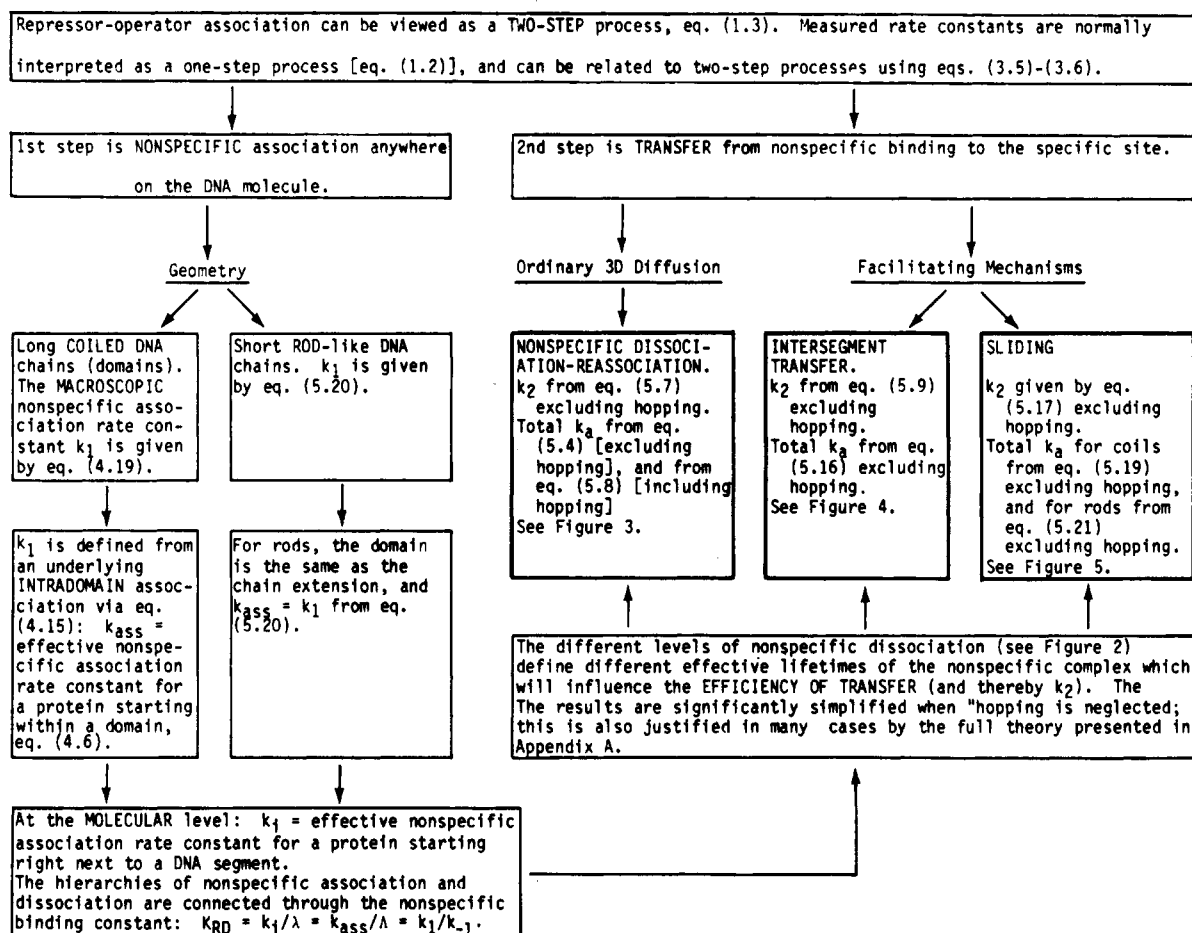 Repressor-operator association can be viewed as a TWO-STEP process, eq. (1.3). Measured rate constants are normally
interpreted as a one-step process [eq. (1.2)], and can be related to two-step processes using eqs. (3.5)-(3.6).
1st step is NONSPECIFIC association anywhere
on the DNA molecule.
2nd step is TRANSFER from nonspecific binding to the specific site.
Geometry
Ordinary 3D Diffusion
Facilitating Mechanisms
Long COILED DNA
chains (domains).
The MACROSCOPIC
nonspecific asso-
ciation rate con-
stant k1 is given
by eq. (4.19).
Short ROD-like DNA
chains. k1 is given
by eq. (5.20).
NONSPECIFIC DISSOCI-
ATION-REASSOCIATION.
k2 from eq. (5.7)
excluding hopping.
Total ka from eq.
(5.4) [excluding
hopping], and from
eq. (5.8) [including
hopping]
See Figure 3.
INTERSEGMENT
TRANSFER.
k2 from eq. (5.9)
excluding
hopping.
Total ka from eq.
(5.16) excluding
hopping.
See Figure 4.
SLIDING
k2 given by eq.
(5.17) excluding
hopping.
Total ka for coils
from eq. (5.19)
excluding hopping,
and for rods from
eq. (5.21)
excluding hopping.
See Figure 5.
k1 is defined from
an underlying
INTRADOMAIN assoc-
ciation via eq.
(4.15): kass =
effective nonspe-
cific association
rate constant for
a protein starting
within a domain,
eq. (4.6).
For rods, the domain
is the same as the
chain extension, and
kass = k1 from eq.
(5.20).
The different levels of nonspecific dissociation (see Figure 2)
define different effective lifetimes of the nonspecific complex which
will influence the EFFICIENCY OF TRANSFER (and thereby k2). The
The results are significantly simplified when "hopping is neglected;
this is also justified in many cases by the full theory presented in
Appendix A.
At the MOLECULAR level: ki = effective nonspecific
association rate constant for a protein starting
right next to a DNA segment.
The hierarchies of nonspecific association and
dissociation are connected through the nonspecific
binding constant: KRD = ki/λ = kass/Λ = k1/k-1.